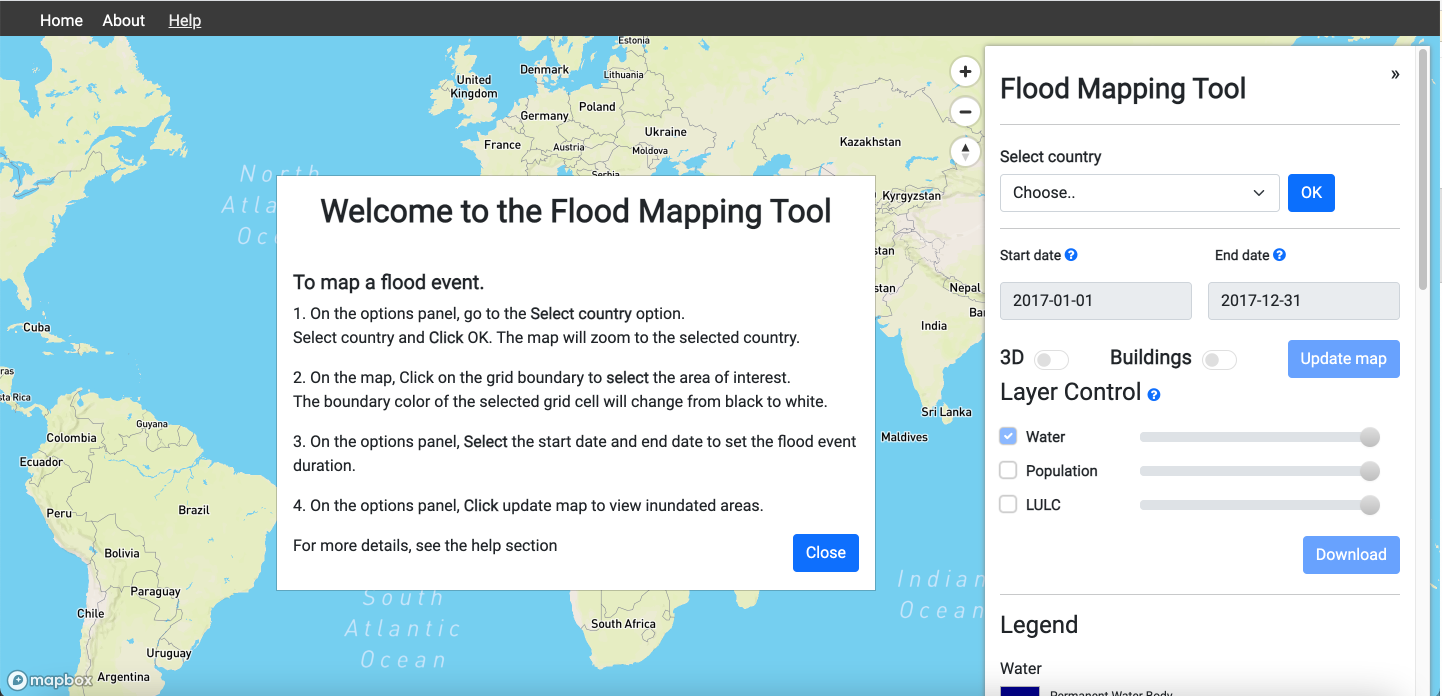 Home About Help
Estonia
Denmark
Lithuania
United
Kingdom
Poland
Germany
Ukraine
France
Austria
Moldova
Kazakhstan
Serbia
Kyrgyzstan
North
Atla
Oc
stan
stan
Nepal
Ba
India
Sri Lanka
Maldives
Cuba
ras
sta Rica
Guyana
Colombia
Ecuador
Peru
Brazil
Bolivia
Paraguay
Chile
Uruguay
Argentina
South
Atlantic
Ocean
South Africa
Indian
Ocean
mapbox
Welcome to the Flood Mapping Tool
To map a flood event.
1. On the options panel, go to the Select country option.
Select country and Click OK. The map will zoom to the selected country.
2. On the map, Click on the grid boundary to select the area of interest.
The boundary color of the selected grid cell will change from black to white.
3. On the options panel, Select the start date and end date to set the flood event
duration.
4. On the options panel, Click update map to view inundated areas.
For more details, see the help section
Close
»
Flood Mapping Tool
Select country
Choose.. OK
Start date ? End date ?
2017-01-01 2017-12-31
3D Buildings Update map
Layer Control ?
Water
Population
LULC
Download
Legend
Water
Permanent Water Body